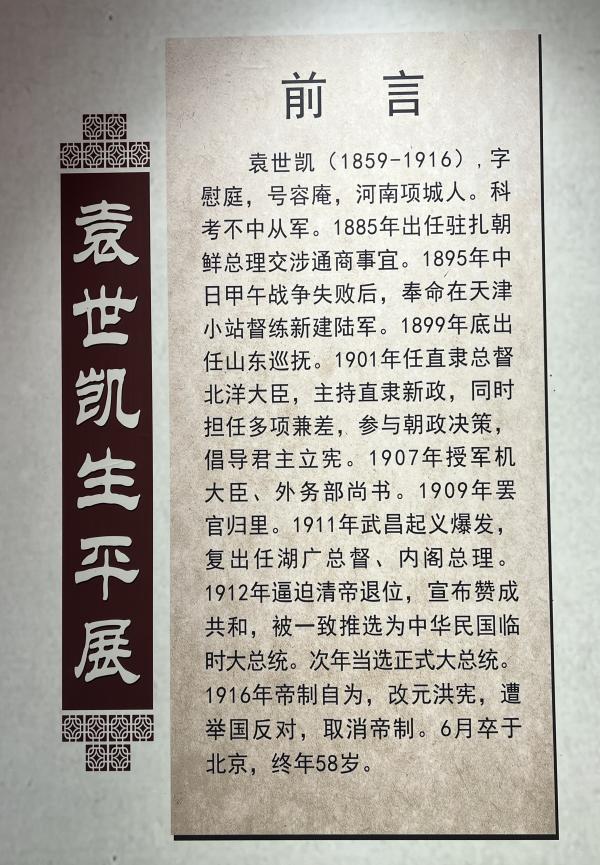 袁世凯生平展
前 言
袁世凯（1859-1916）,字
慰庭，号容庵，河南项城人。科
考不中从军。1885年出任驻扎朝
鲜总理交涉通商事宜。1895年中
日甲午战争失败后，奉命在天津
小站督练新建陆军。1899年底出
任山东巡抚。1901年任直隶总督
北洋大臣，主持直隶新政，同时
担任多项兼差，参与朝政决策，
倡导君主立宪。1907年授军机
大臣、外务部尚书。1909年罢
官归里。1911年武昌起义爆发，
复出任湖广总督、内阁总理。
1912年逼迫清帝退位，宣布赞成
共和，被一致推选为中华民国临
时大总统。次年当选正式大总统。
1916年帝制自为，改元洪宪，遭
举国反对，取消帝制。6月卒于
北京，终年58岁。